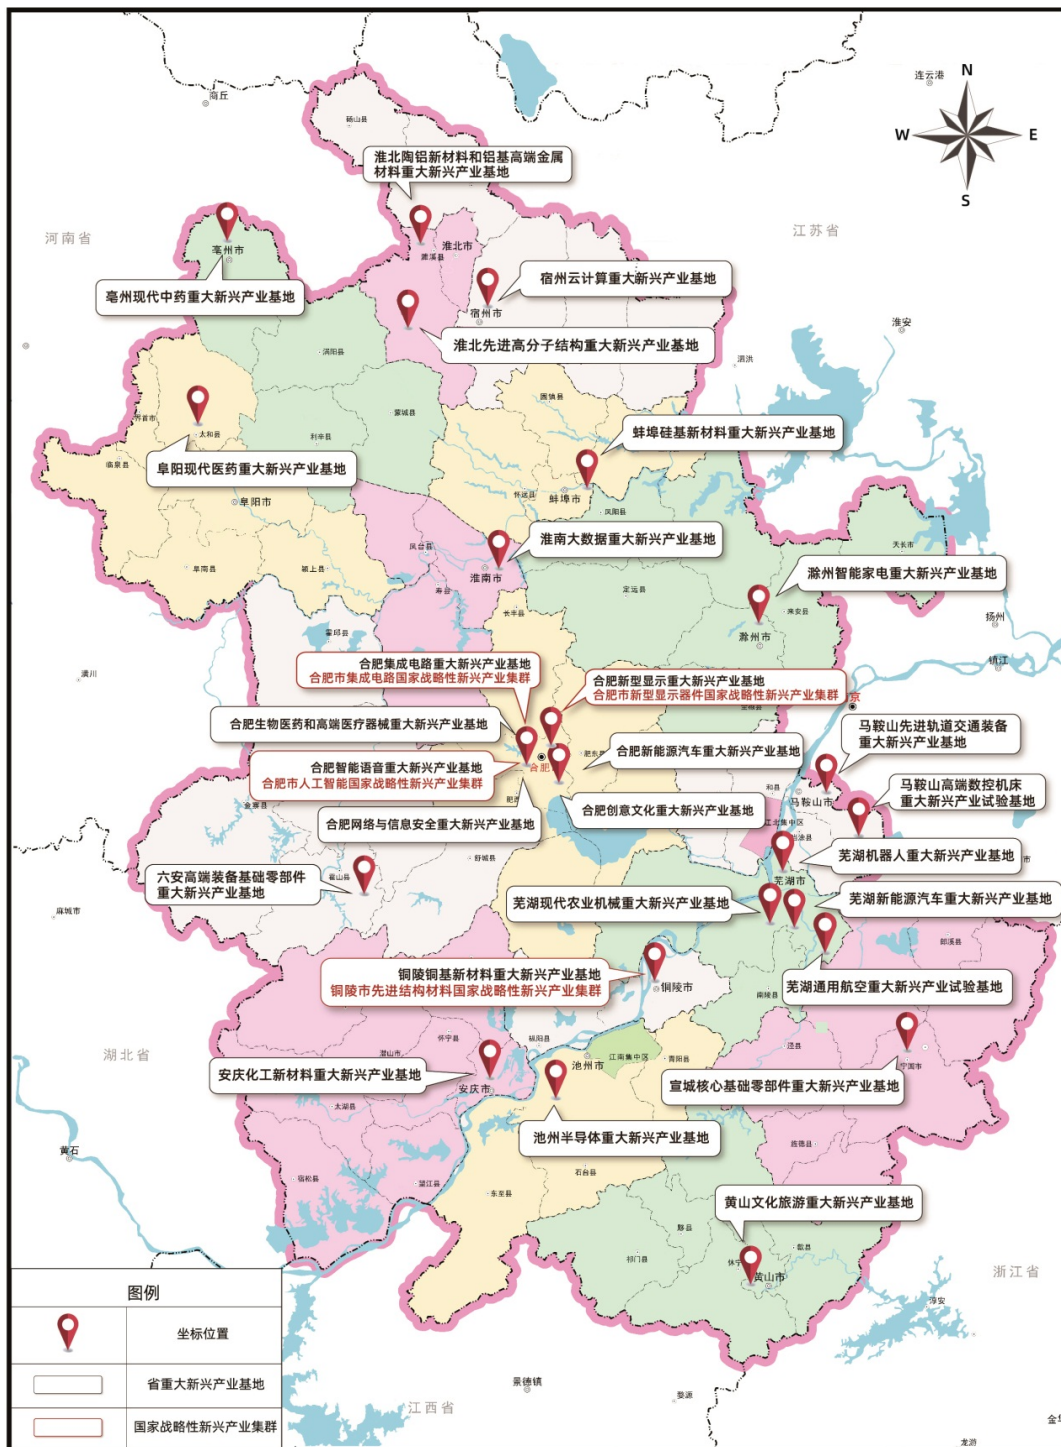 连云港
N
商丘
W
E
砀山县
淮北陶铝新材料和铝基高端金属
材料重大新兴产业基地
S
河南省
江苏省
亳州市
淮北市
濉溪县
宿州云计算重大新兴产业基地
亳州现代中药重大新兴产业基地
宿州市
淮安
淮北先进高分子结构重大新兴产业基地
涡阳县
泗洪
固镇县
蒙城县
界首市
太和县
利辛县
蚌埠硅基新材料重大新兴产业基地
临泉县
阜阳现代医药重大新兴产业基地
怀远县
蚌埠市
阜阳市
凤阳县
淮南大数据重大新兴产业基地
天长市
凤台县
阜南县
颍上县
淮南市
滁州智能家电重大新兴产业基地
寿县
定远县
长丰县
来安县
扬州
霍邱县
滁州市
镇江
合肥集成电路重大新兴产业基地
合肥市集成电路国家战略性新兴产业集群
合肥新型显示重大新兴产业基地
合肥市新型显示器件国家战略性新兴产业集群
潢川
京
全椒县
合肥生物医药和高端医疗器械重大新兴产业基地
马鞍山先进轨道交通装备
重大新兴产业基地
肥东县
合肥新能源汽车重大新兴产业基地
合肥智能语音重大新兴产业基地
合肥市人工智能国家战略性新兴产业集群
合肥
马鞍山高端数控机床
重大新兴产业试验基地
和县
马鞍山市
金寨县
肥西
合肥创意文化重大新兴产业基地
合肥网络与信息安全重大新兴产业基地
江北集中区
当涂县
芜湖机器人重大新兴产业基地
市
舒城县
六安高端装备基础零部件
重大新兴产业基地
霍山县
芜湖市
芜湖现代农业机械重大新兴产业基地
芜湖新能源汽车重大新兴产业基地
麻城市
郎溪县
铜陵铜基新材料重大新兴产业基地
铜陵市先进结构材料国家战略性新兴产业集群
铜陵市
芜湖通用航空重大新兴产业试验基地
南陵县
怀宁县
枞阳县
湖北省
潜山市
江南集中区
青阳县
泾县
池州市
宁国市
安庆化工新材料重大新兴产业基地
安庆市
宣城核心基础零部件重大新兴产业基地
太湖县
池州半导体重大新兴产业基地
旌德县
黄石
石台县
宿松县
望江县
东至县
黄山文化旅游重大新兴产业基地
黟县
歙县
祁门县
休宁
黄山市
浙江省
图例
淳安
坐标位置
省重大新兴产业基地
景德镇
婺源
江西省
金华
国家战略性新兴产业集群
龙游